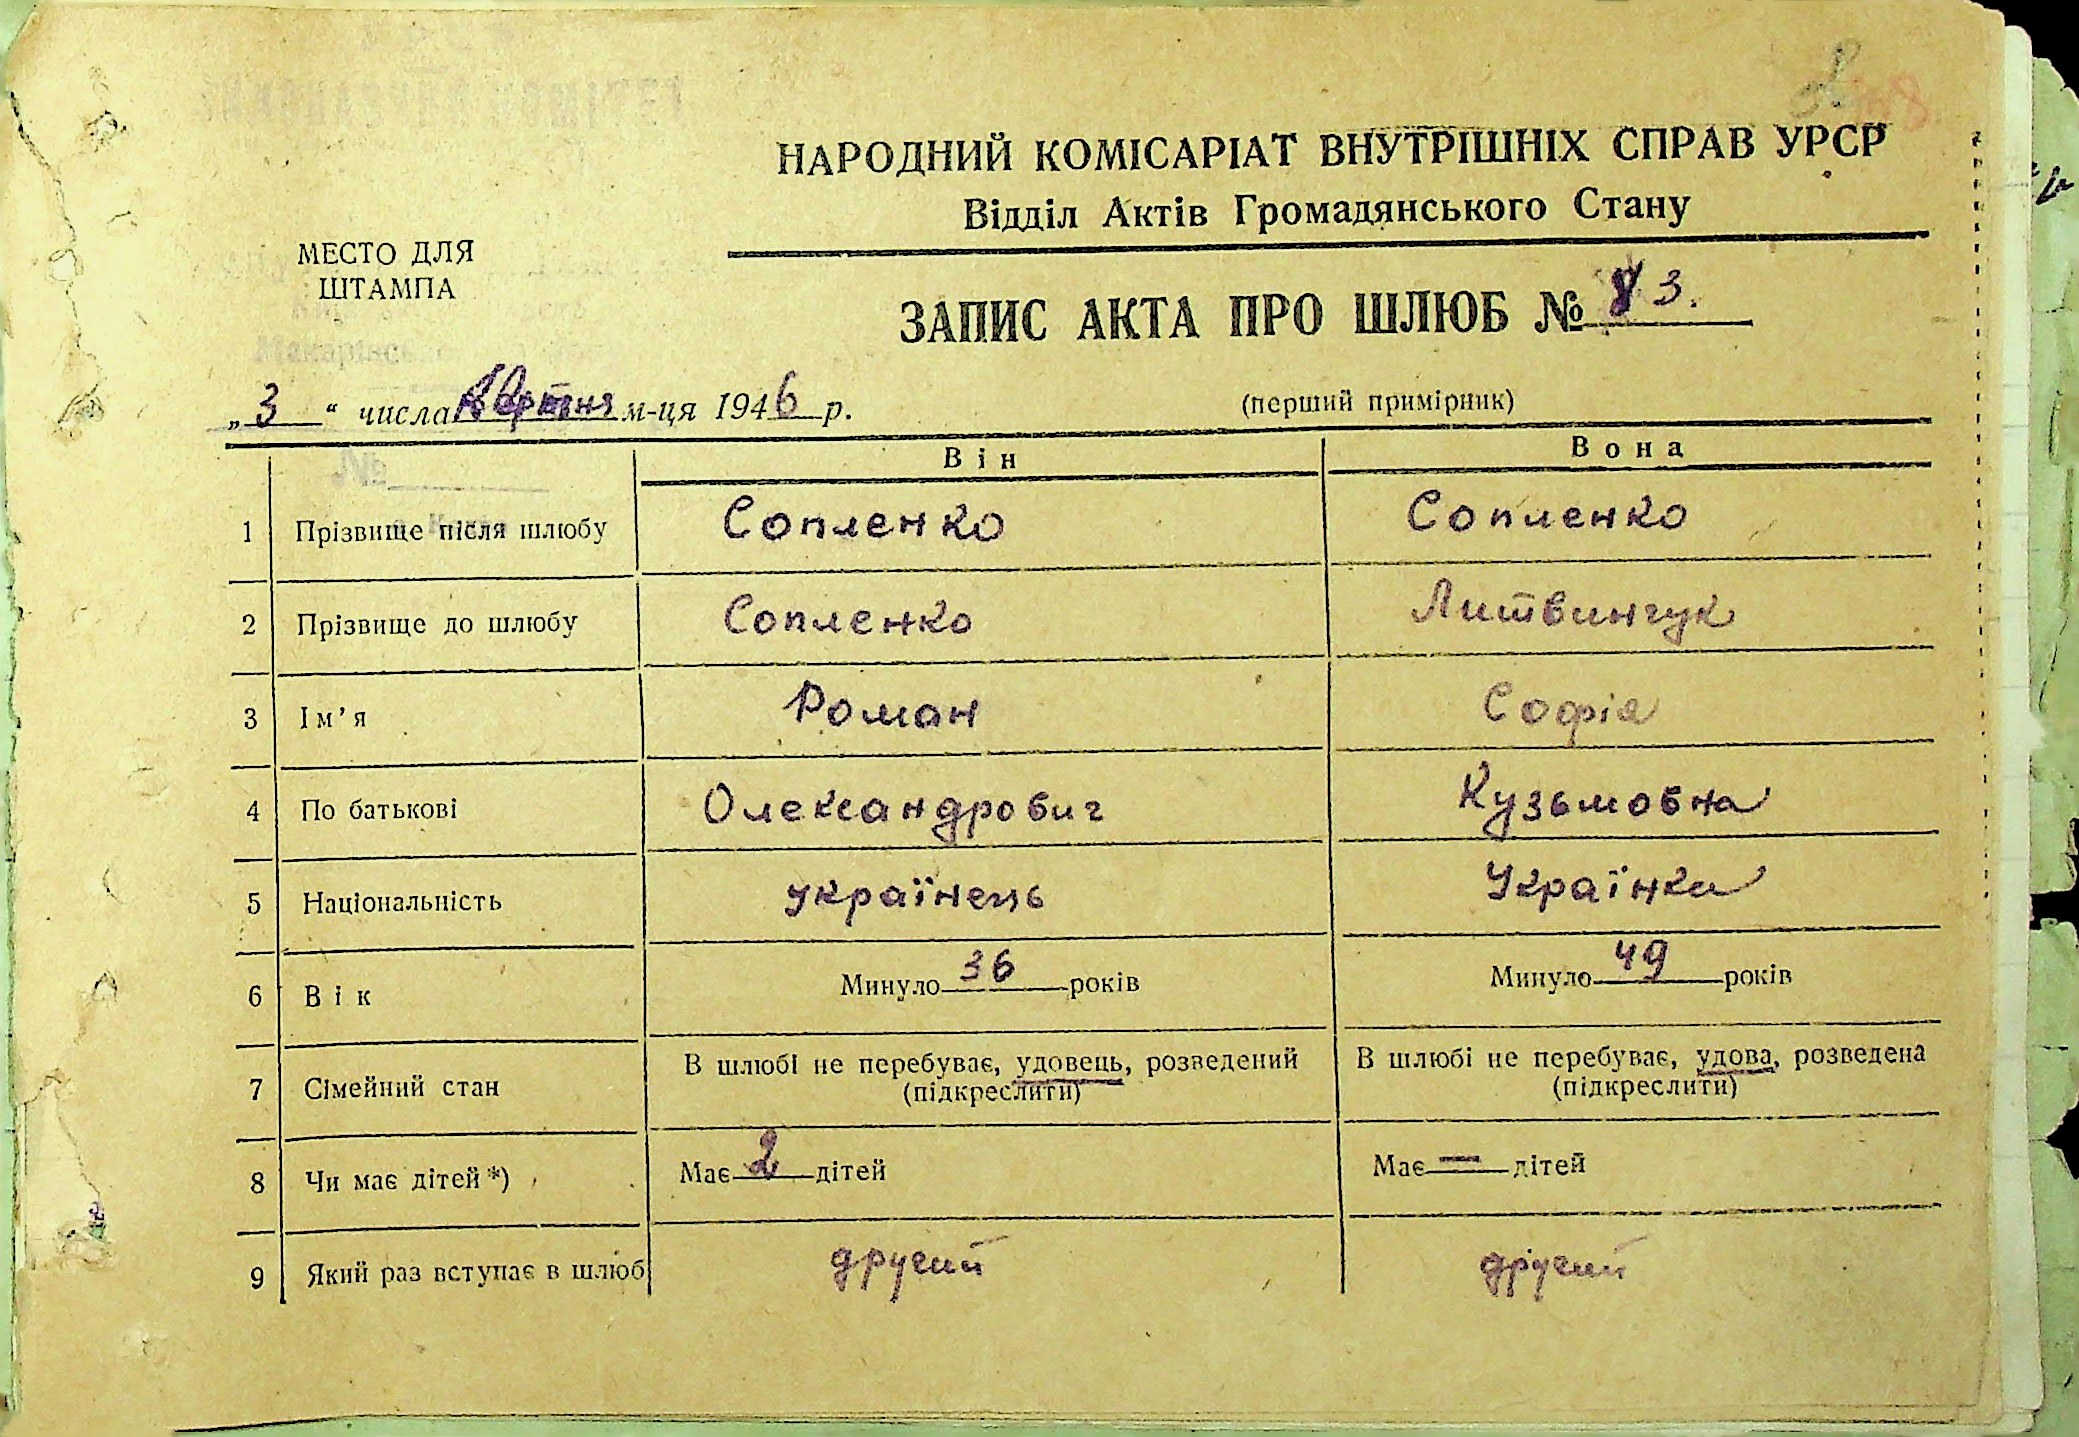 НАРОДНИЙ КОМІСАРІАТ ВНУТРІШНІХ СПРАВ УРСР
Відділ Актів Громадянського Стану
МЕСТО ДЛЯ
ШТАМПА
ЗАПИС АКТА ПРО ШЛЮБ № 83.
„3“ числа м-ця 1946 р.
(перший примірник)
Він Вона
1 Прізвище після шлюбу Сопленко Сопленко
2 Прізвище до шлюбу Сопленко Литвинчук
3 Ім’я Роман Софія
4 По батькові Олександрович Кузьмовна
5 Національність українець Українка
6 Вік Минуло 36 років Минуло 49 років
7 Сімейний стан В шлюбі не перебуває, удовець, розведений (підкреслити) В шлюбі не перебуває, удова, розведена (підкреслити)
8 Чи має дітей*) Має 2 дітей Має — дітей
9 Який раз вступає в шлюб другий другий